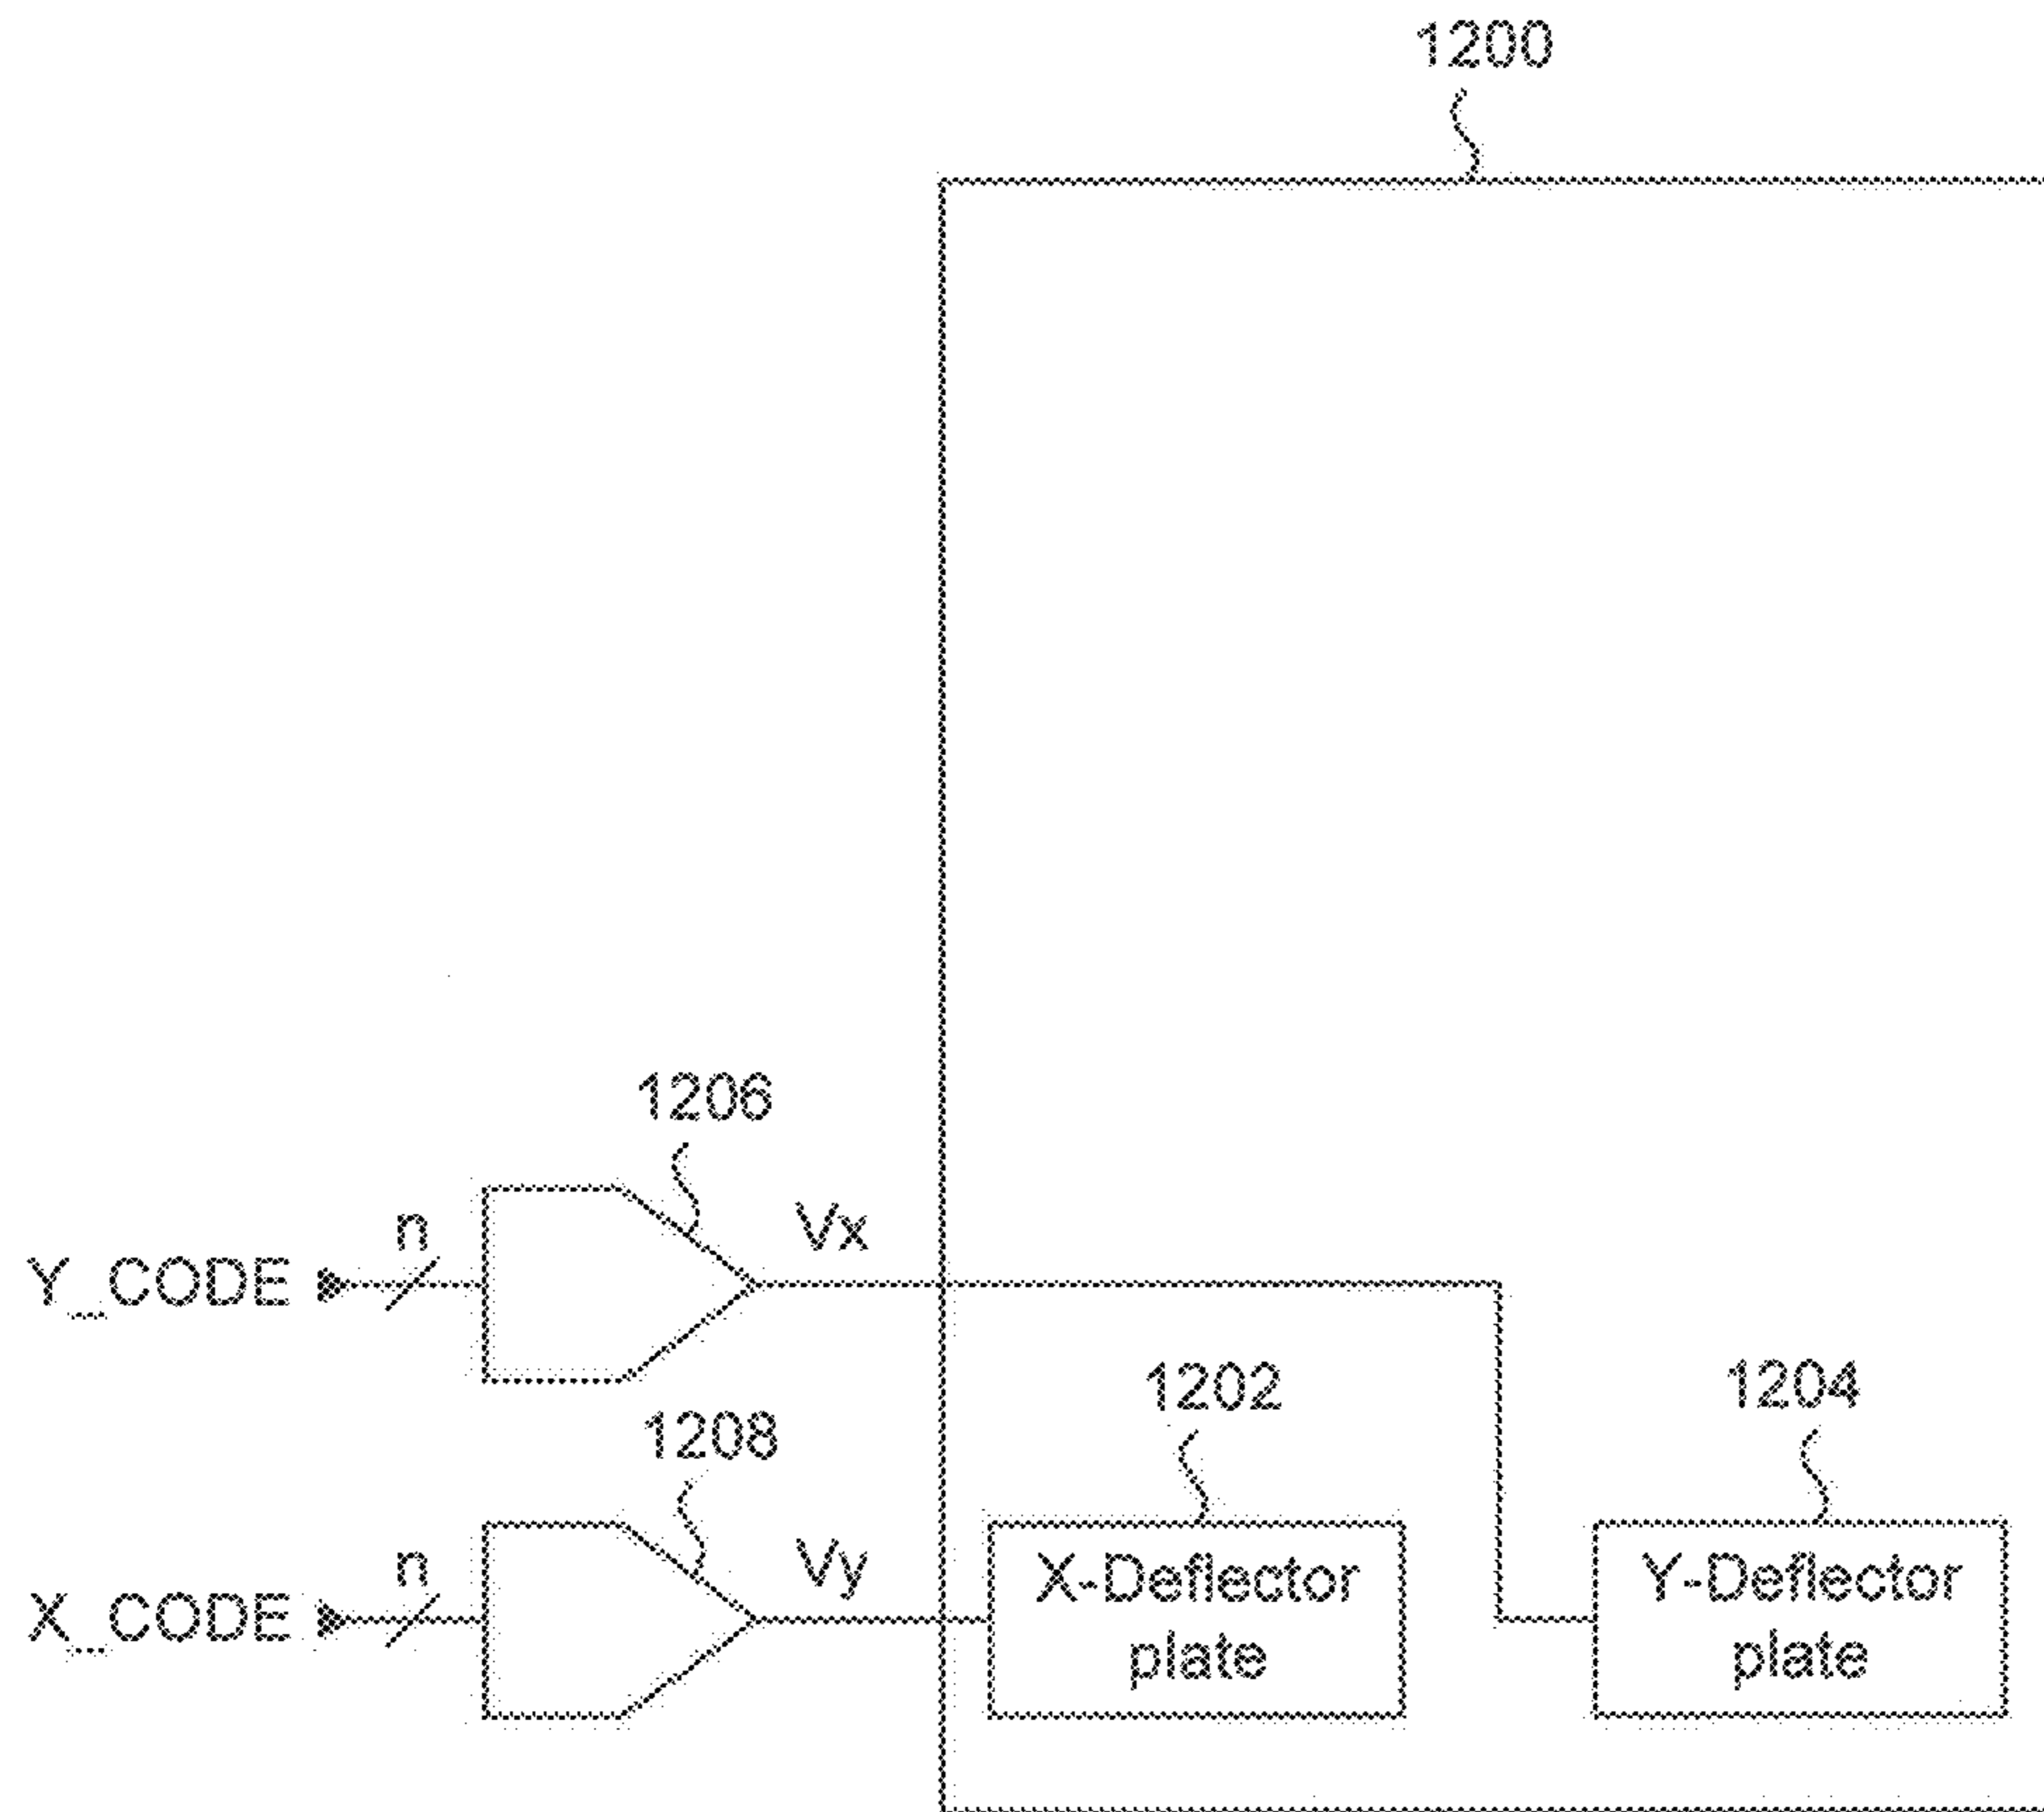 1200
1206
n
Vx
Y_CODE
1202
1204
1208
n
Vy
X_CODE
X-Deflector
plate
Y-Deflector
plate